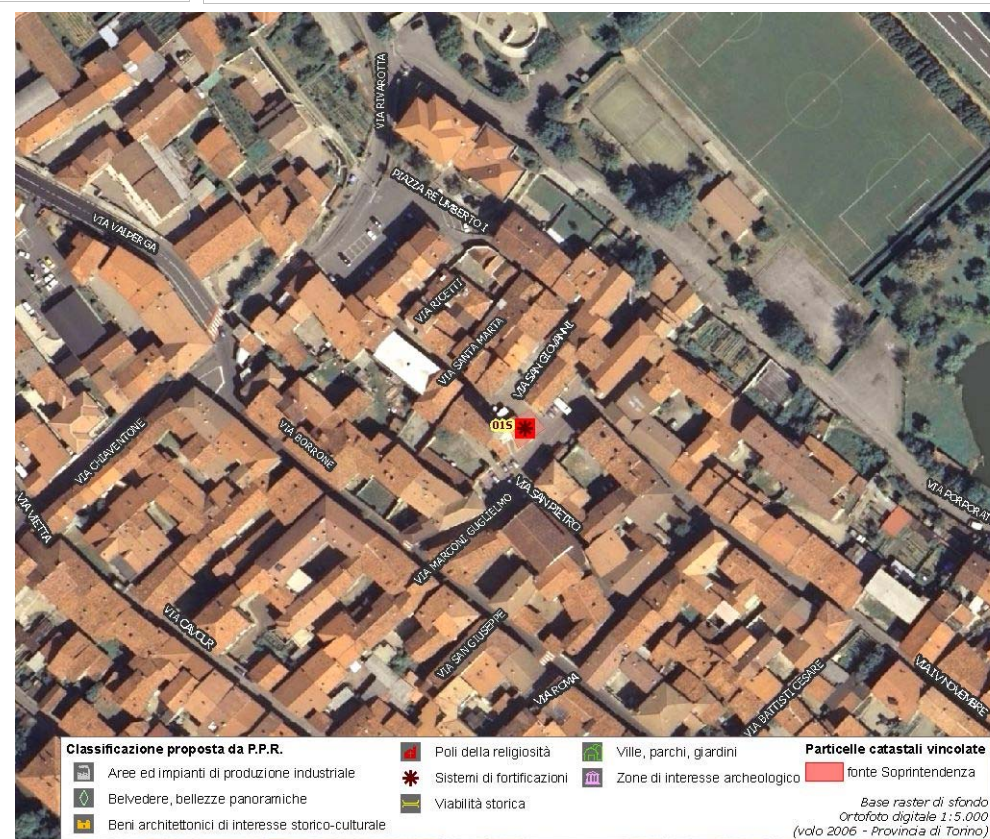 VIA RIVAROTTA
PIAZZA RE UMBERTO I
VIA VALPERGA
VIA RICETTI
VIA SANTA MARTA
VIA SAN GIOVANNI
01S
VIA CHIAVENTONE
VIA BORRONE
VIA VIETTA
VIA SAN PIETRO
VIA MARCONI GUGLIELMO
VIA PORPORAT
VIA CAVOUR
VIA SAN GIUSEPPE
VIA ROMA
VIA BATTISTI CESARE
VIA IV NOVEMBRE
Classificazione proposta da P.P.R.
Aree ed impianti di produzione industriale
Belvedere, bellezze panoramiche
Beni architettonici di interesse storico-culturale
Poli della religiosità
Sistemi di fortificazioni
Viabilità storica
Ville, parchi, giardini
Zone di interesse archeologico
Particelle catastali vincolate
fonte Soprintendenza
Base raster di sfondo
Ortofoto digitale 1:5.000
(volo 2006 - Provincia di Torino)